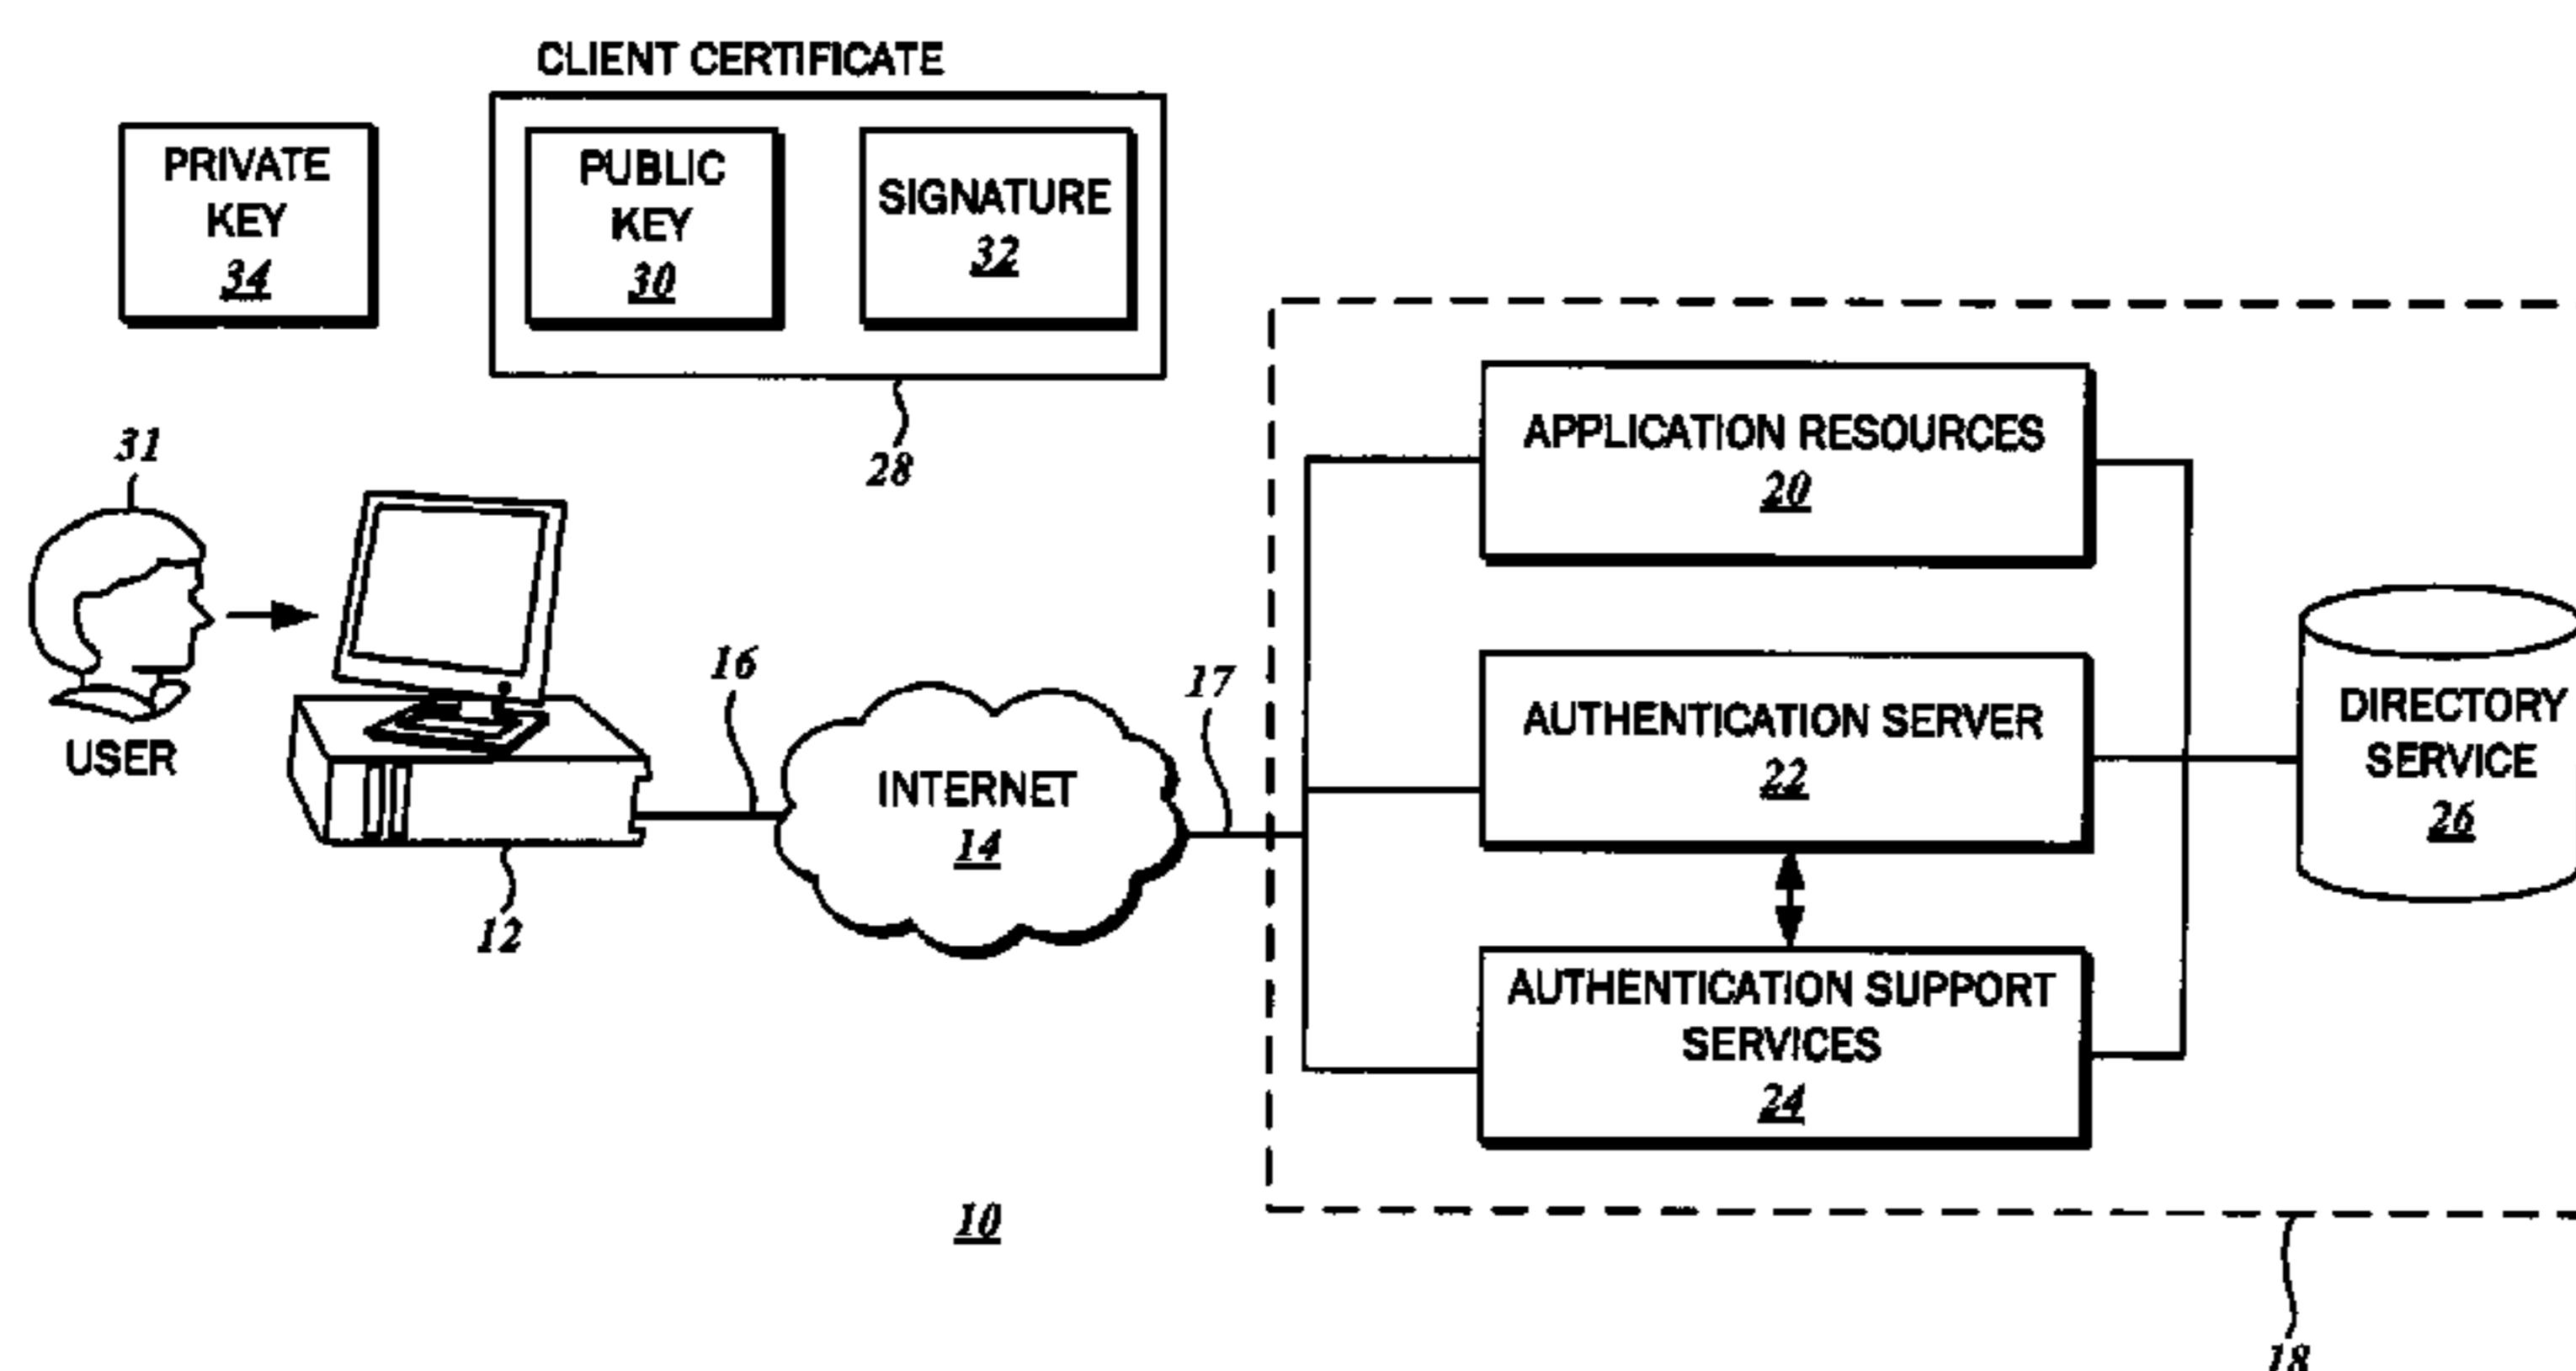 CLIENT CERTIFICATE
PRIVATE
KEY
34
PUBLIC
KEY
30
SIGNATURE
32
28
31
USER
12
16
INTERNET
14
17
APPLICATION RESOURCES
20
AUTHENTICATION SERVER
22
AUTHENTICATION SUPPORT
SERVICES
24
DIRECTORY
SERVICE
26
10
18